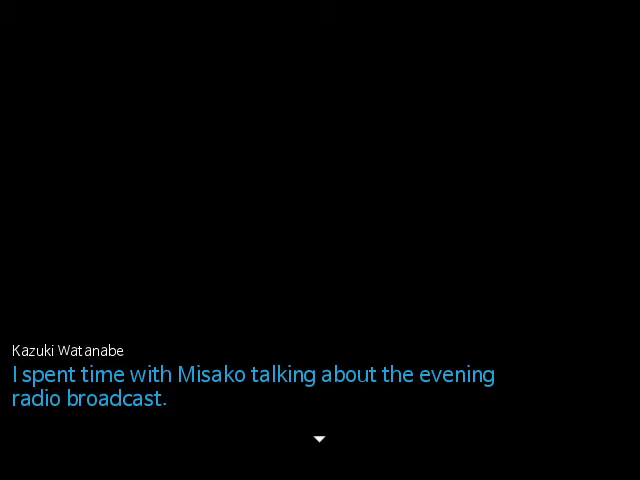 Kazuki Watanabe
I spent time with Misako talking about the evening
radio broadcast.